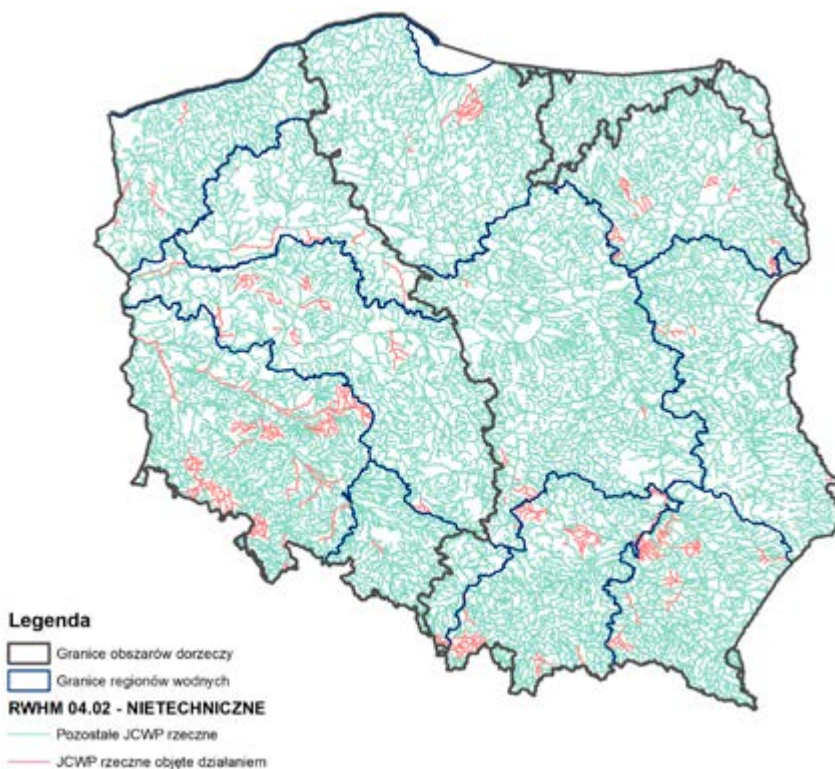 Legenda
Granice obszarów dorzeczy
Granice regionów wodnych
RWHM 04.02 - NIETECHNICZNE
Pozostałe JCWP rzeczne
JCWP rzeczne objęte działaniem